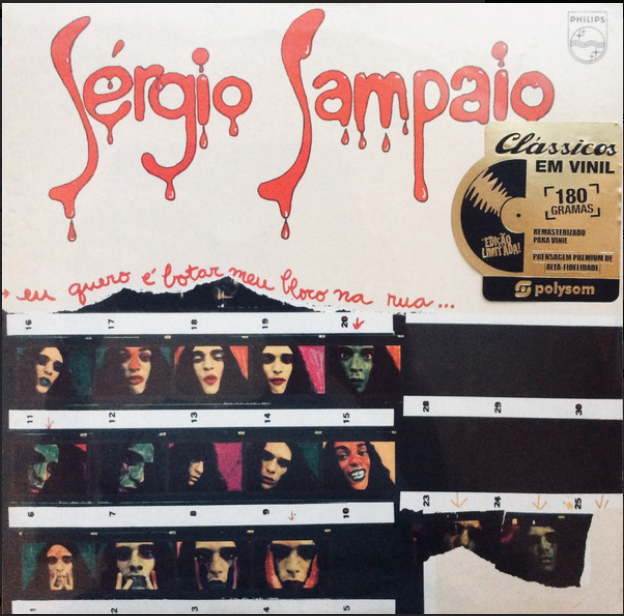 PHILIPS
Sérgio Sampaio
Clássicos
EM VINIL
180
GRAMAS
EDIÇÃO
LIMITADA!
REMASTERIZADO
PARA VINIL
PRENSAGEM PREMIUM DE
ALTA-FIDELIDADE
polysom
eu quero é botar meu bloco na rua...
16 17 18 19 20
11 12 13 14 15
28 29 30
6 7 8 9 10
23 24 25
1 2 3 4 5